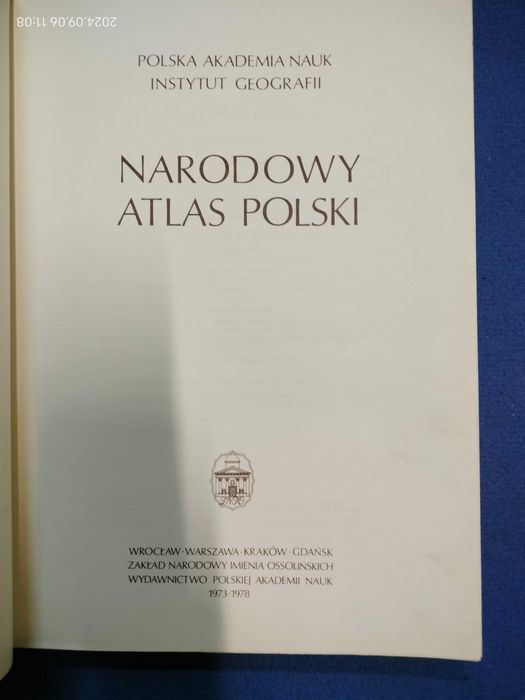 2024.09.06 11:08
POLSKA AKADEMIA NAUK
INSTYTUT GEOGRAFII
NARODOWY
ATLAS POLSKI
WROCŁAW·WARSZAWA·KRAKÓW·GDAŃSK
ZAKŁAD NARODOWY IMIENIA OSSOLIŃSKICH
WYDAWNICTWO POLSKIEJ AKADEMII NAUK
1973-1978